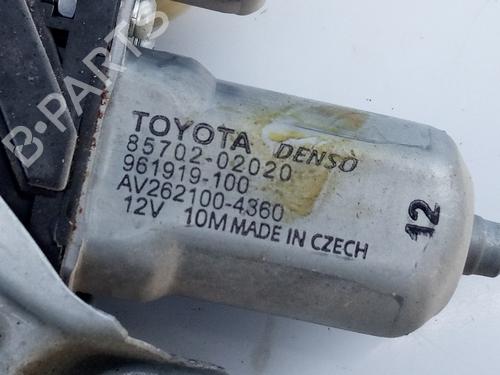 TOYOTA DENSO
85702-02020
961919-100
AV262100-4360
12V 10M MADE IN CZECH
12
B-PARTS